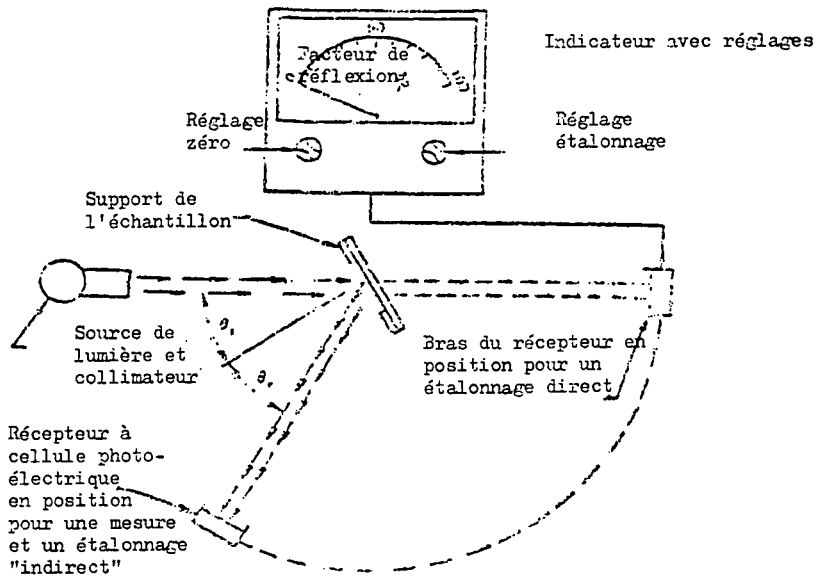 Indicateur avec réglages
Facteur de
réflexion
Réglage
zéro
Réglage
étalonnage
Support de
l'échantillon
Source de
lumière et
collimateur
Bras du récepteur en
position pour un
étalonnage direct
Récepteur à
cellule photo-
électrique
en position
pour une mesure
et un étalonnage
"indirect"